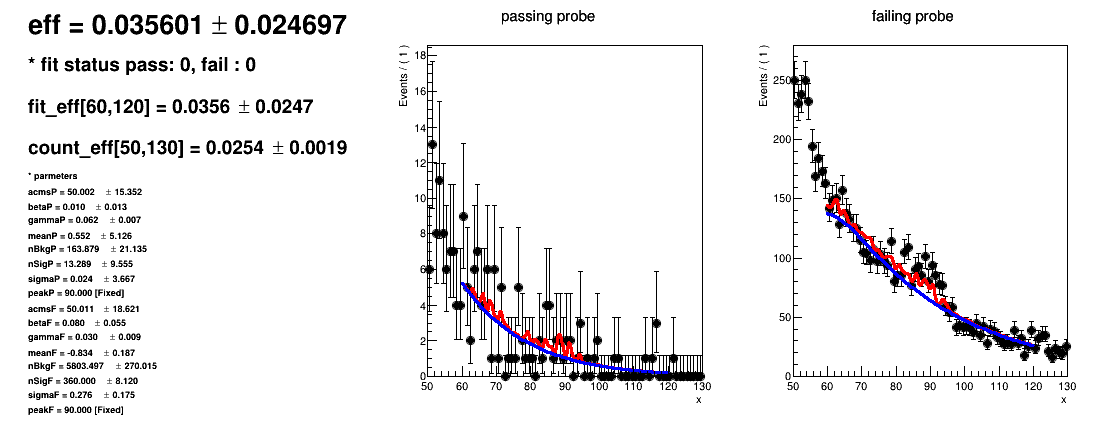 eff = 0.035601 ± 0.024697
* fit status pass: 0, fail : 0
fit_eff[60,120] = 0.0356 ± 0.0247
count_eff[50,130] = 0.0254 ± 0.0019
* parmeters
acmsP = 50.002 ± 15.352
betaP = 0.010 ± 0.013
gammaP = 0.062 ± 0.007
meanP = 0.552 ± 5.126
nBkgP = 163.879 ± 21.135
nSigP = 13.289 ± 9.555
sigmaP = 0.024 ± 3.667
peakP = 90.000 [Fixed]
acmsF = 50.011 ± 18.621
betaF = 0.080 ± 0.055
gammaF = 0.030 ± 0.009
meanF = -0.834 ± 0.187
nBkgF = 5803.497 ± 270.015
nSigF = 360.000 ± 8.120
sigmaF = 0.276 ± 0.175
peakF = 90.000 [Fixed]
passing probe
Events / ( 1 )
18
16
14
12
10
8
6
4
2
0
50 60 70 80 90 100 110 120 130
x
failing probe
Events / ( 1 )
250
200
150
100
50
0
50 60 70 80 90 100 110 120 130
x